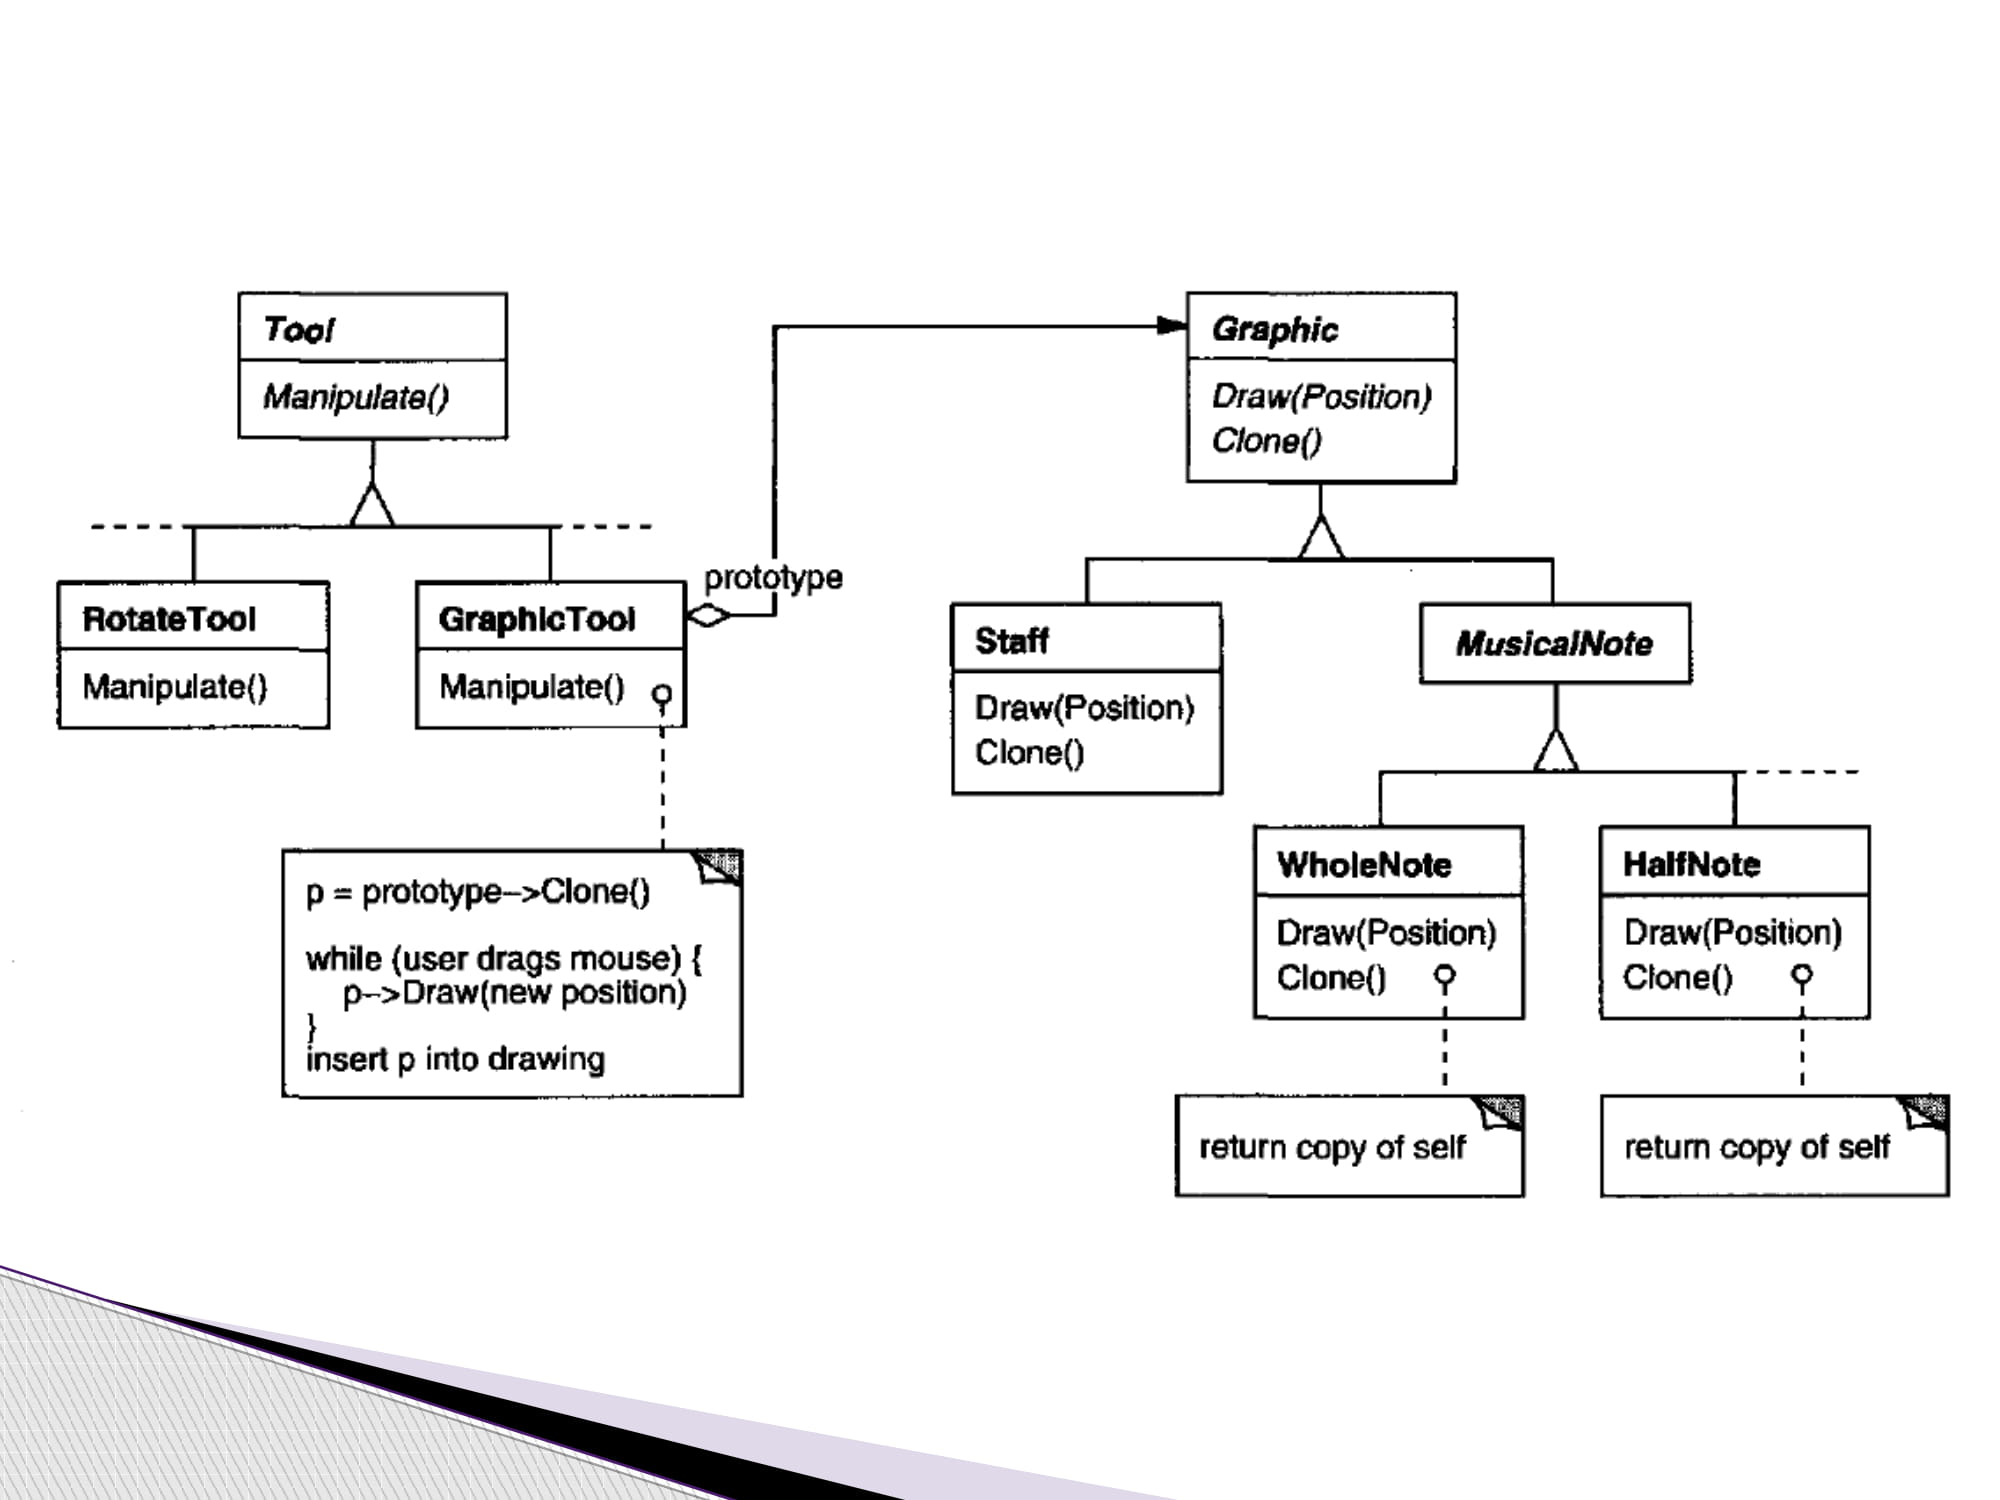 Tool
Manipulate()
RotateTool
Manipulate()
GraphicTool
Manipulate()
prototype
p = prototype->Clone()
while (user drags mouse) {
p->Draw(new position)
}
insert p into drawing
Graphic
Draw(Position)
Clone()
Staff
Draw(Position)
Clone()
MusicalNote
WholeNote
Draw(Position)
Clone()
HalfNote
Draw(Position)
Clone()
return copy of self
return copy of self